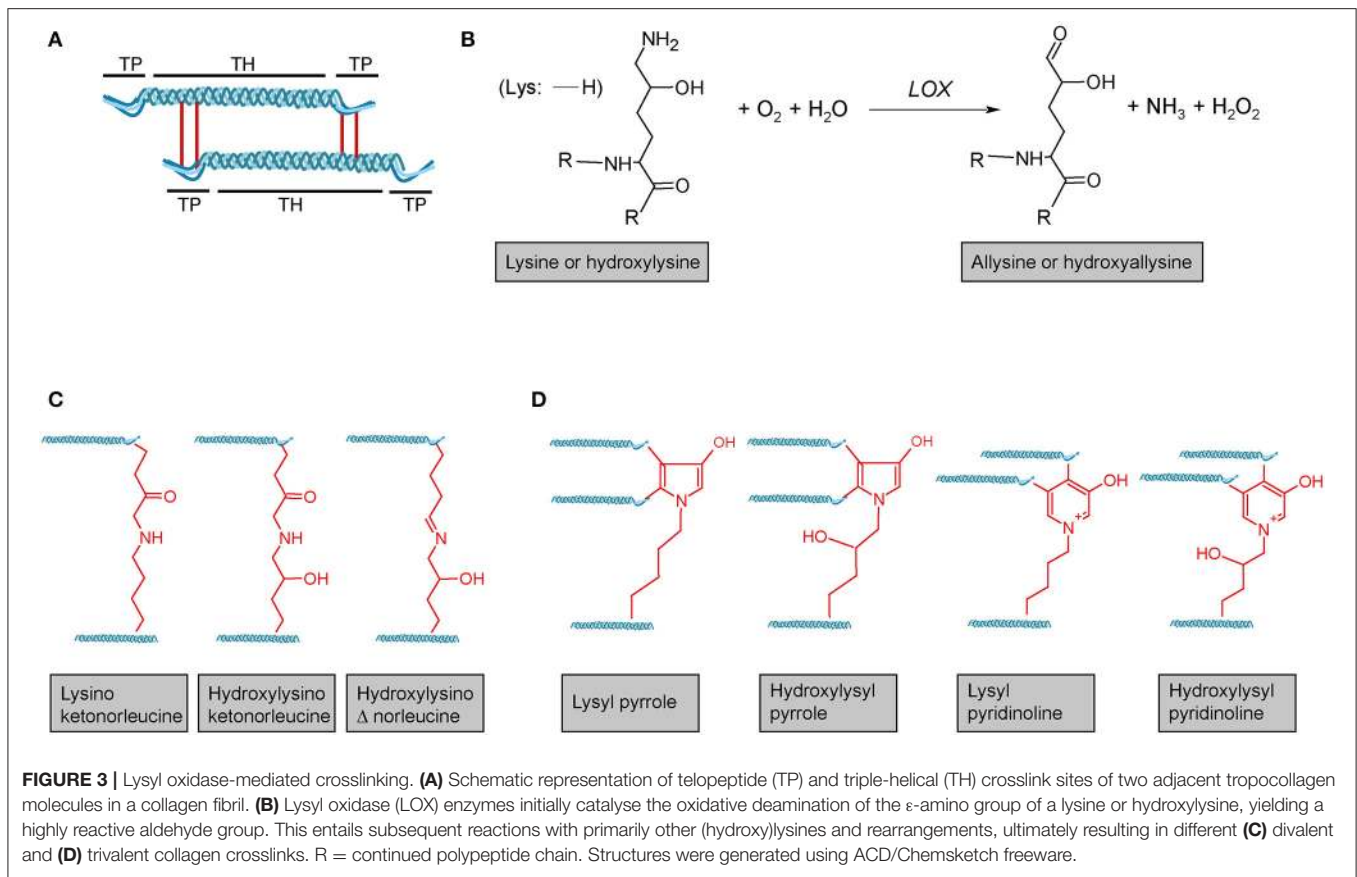 A
TP TH TP
TP TH TP
B
NH2
(Lys: — H)
OH
+ O2 + H2O
LOX
O
OH
+ NH3 + H2O2
R
NH
O
R
R
NH
O
R
Lysine or hydroxylysine
Allysine or hydroxyallysine
C
O
NH
O
NH
OH
N
OH
Lysino
ketonorleucine
Hydroxylysino
ketonorleucine
Hydroxylysino
Δ norleucine
D
OH
N
OH
N
HO
OH
N
+
OH
N
+
HO
Lysyl pyrrole
Hydroxylysyl
pyrrole
Lysyl
pyridinoline
Hydroxylysyl
pyridinoline
FIGURE 3 | Lysyl oxidase-mediated crosslinking. (A) Schematic representation of telopeptide (TP) and triple-helical (TH) crosslink sites of two adjacent tropocollagen
molecules in a collagen fibril. (B) Lysyl oxidase (LOX) enzymes initially catalyse the oxidative deamination of the ε-amino group of a lysine or hydroxylysine, yielding a
highly reactive aldehyde group. This entails subsequent reactions with primarily other (hydroxy)lysines and rearrangements, ultimately resulting in different (C) divalent
and (D) trivalent collagen crosslinks. R = continued polypeptide chain. Structures were generated using ACD/Chemsketch freeware.